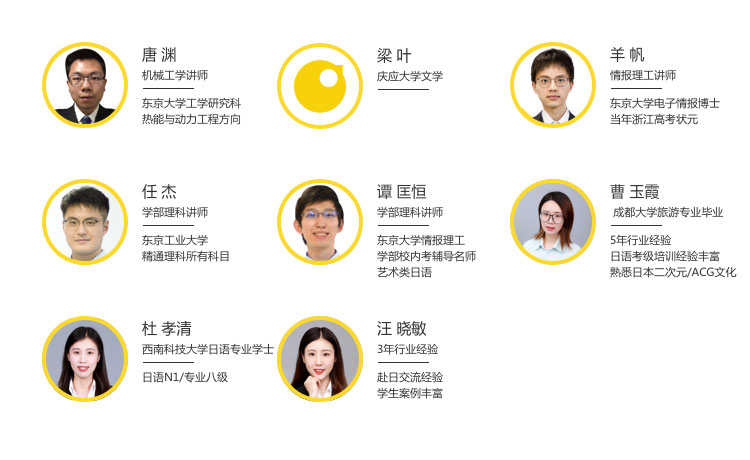 唐 渊
机械工学讲师
东京大学工学研究科
热能与动力工程方向
梁 叶
庆应大学文学
羊 帆
情报理工讲师
东京大学电子情报博士
当年浙江高考状元
任 杰
学部理科讲师
东京工业大学
精通理科所有科目
谭 匡恒
学部理科讲师
东京大学情报理工
学部校内考辅导名师
艺术类日语
曹 玉霞
成都大学旅游专业毕业
5年行业经验
日语考级培训经验丰富
熟悉日本二次元/ACG文化
杜 孝清
西南科技大学日语专业学士
日语N1/专业八级
汪 晓敏
3年行业经验
赴日交流经验
学生案例丰富